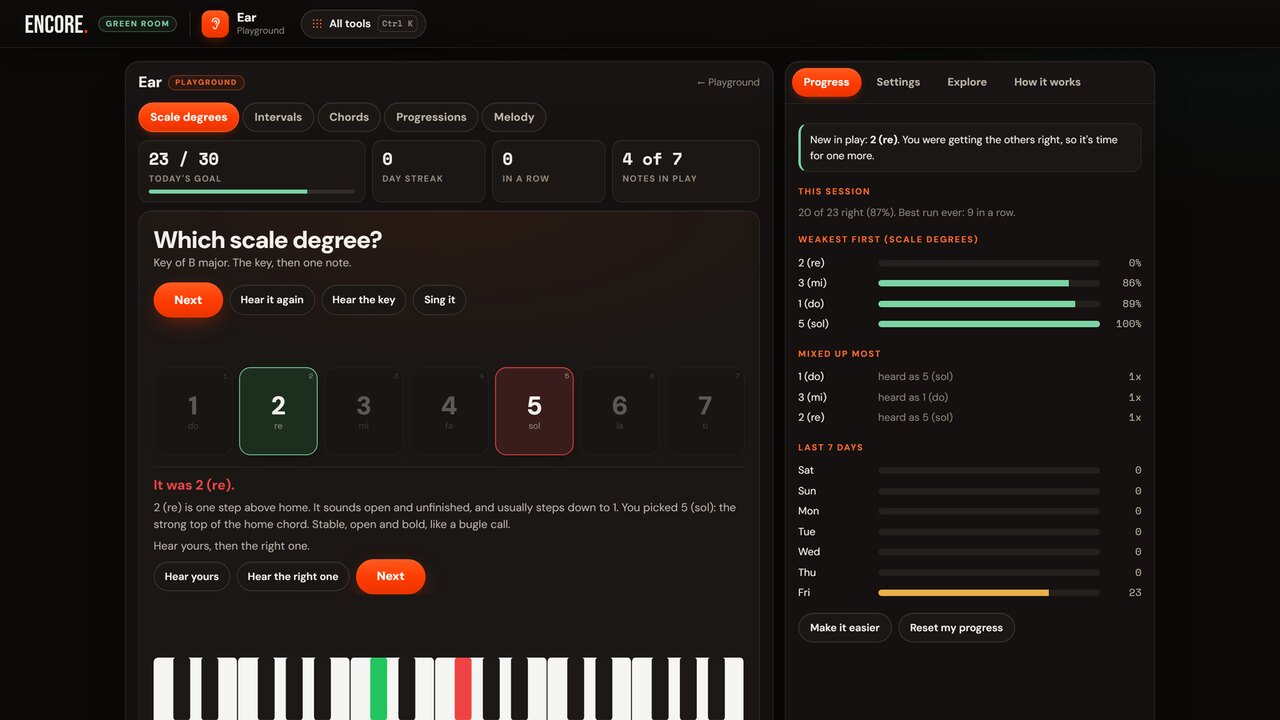 ENCORE.
GREEN ROOM
Ear
Playground
All tools
Ctrl K
Ear
PLAYGROUND
← Playground
Scale degrees
Intervals
Chords
Progressions
Melody
23 / 30
TODAY'S GOAL
0
DAY STREAK
0
IN A ROW
4 of 7
NOTES IN PLAY
Which scale degree?
Key of B major. The key, then one note.
Next
Hear it again
Hear the key
Sing it
1
1
do
2
2
re
3
3
mi
4
4
fa
5
5
sol
6
6
la
7
7
ti
It was 2 (re).
2 (re) is one step above home. It sounds open and unfinished, and usually steps down to 1. You picked 5 (sol): the
strong top of the home chord. Stable, open and bold, like a bugle call.
Hear yours, then the right one.
Hear yours
Hear the right one
Next
Progress
Settings
Explore
How it works
New in play: 2 (re). You were getting the others right, so it's time
for one more.
THIS SESSION
20 of 23 right (87%). Best run ever: 9 in a row.
WEAKEST FIRST (SCALE DEGREES)
2 (re) 0%
3 (mi) 86%
1 (do) 89%
5 (sol) 100%
MIXED UP MOST
1 (do) heard as 5 (sol) 1x
3 (mi) heard as 1 (do) 1x
2 (re) heard as 5 (sol) 1x
LAST 7 DAYS
Sat 0
Sun 0
Mon 0
Tue 0
Wed 0
Thu 0
Fri 23
Make it easier
Reset my progress